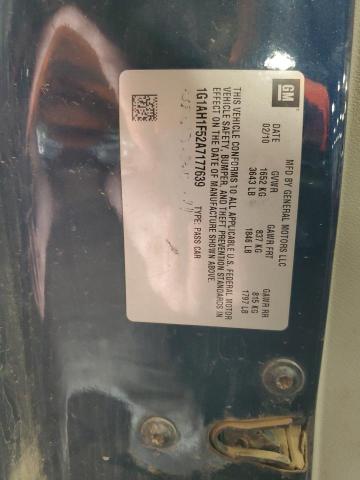 GM
MFD BY GENERAL MOTORS LLC
DATE GVWR GAWR FRT GAWR RR
02/10 1652 KG 837 KG 815 KG
3643 LB 1846 LB 1797 LB
THIS VEHICLE CONFORMS TO ALL APPLICABLE U.S. FEDERAL MOTOR
VEHICLE SAFETY, BUMPER, AND THEFT PREVENTION STANDARDS IN
EFFECT ON THE DATE OF MANUFACTURE SHOWN ABOVE.
1G1AH1F52A7177639 TYPE: PASS CAR